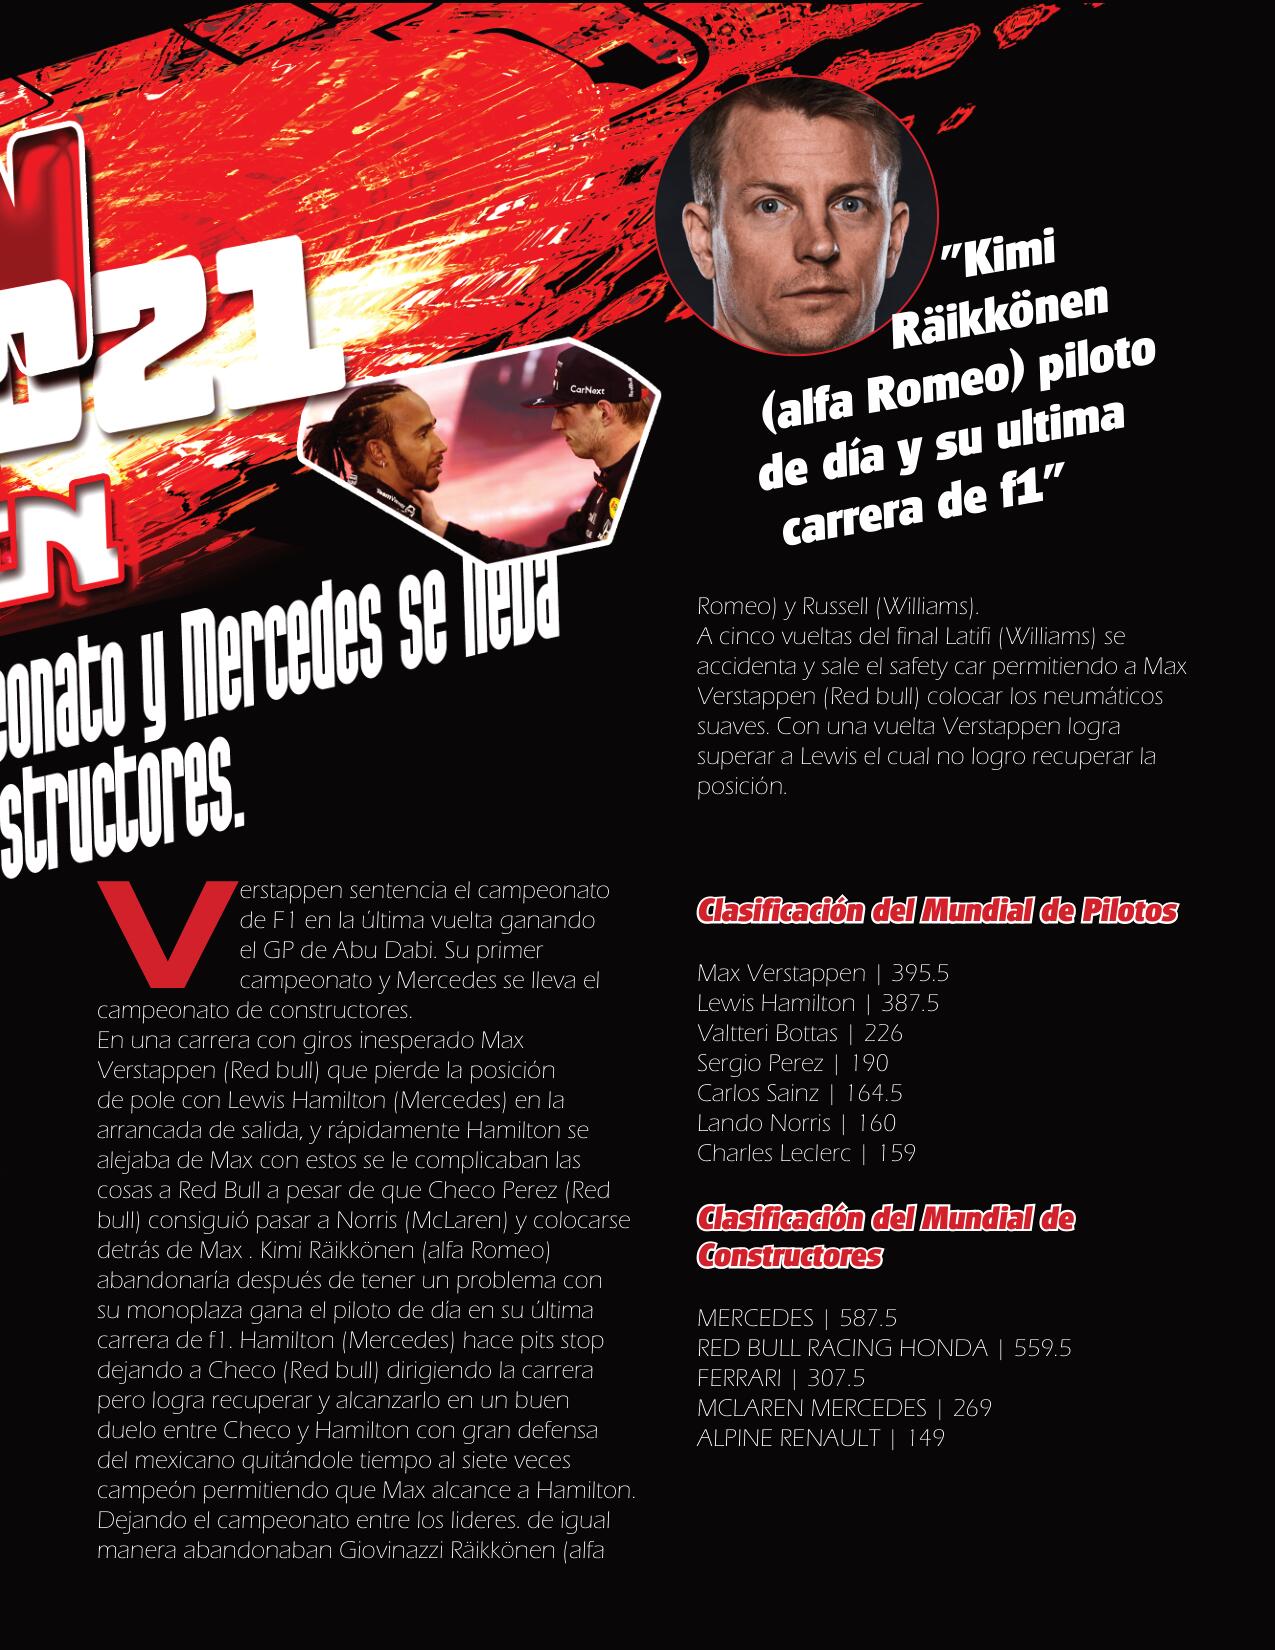 21
EN
CarNext
TeamViewer
"Kimi
Räikkönen
(alfa Romeo) piloto
de día y su ultima
carrera de f1"
eonato y Mercedes se lleva
structores.
Verstappen sentencia el campeonato
de F1 en la última vuelta ganando
el GP de Abu Dabi. Su primer
campeonato y Mercedes se lleva el
campeonato de constructores.
En una carrera con giros inesperado Max
Verstappen (Red bull) que pierde la posición
de pole con Lewis Hamilton (Mercedes) en la
arrancada de salida, y rápidamente Hamilton se
alejaba de Max con estos se le complicaban las
cosas a Red Bull a pesar de que Checo Perez (Red
bull) consiguió pasar a Norris (McLaren) y colocarse
detrás de Max . Kimi Räikkönen (alfa Romeo)
abandonaría después de tener un problema con
su monoplaza gana el piloto de día en su última
carrera de f1. Hamilton (Mercedes) hace pits stop
dejando a Checo (Red bull) dirigiendo la carrera
pero logra recuperar y alcanzarlo en un buen
duelo entre Checo y Hamilton con gran defensa
del mexicano quitándole tiempo al siete veces
campeón permitiendo que Max alcance a Hamilton.
Dejando el campeonato entre los lideres. de igual
manera abandonaban Giovinazzi Räikkönen (alfa
Romeo) y Russell (Williams).
A cinco vueltas del final Latifi (Williams) se
accidenta y sale el safety car permitiendo a Max
Verstappen (Red bull) colocar los neumáticos
suaves. Con una vuelta Verstappen logra
superar a Lewis el cual no logro recuperar la
posición.
Clasificación del Mundial de Pilotos
Max Verstappen | 395.5
Lewis Hamilton | 387.5
Valtteri Bottas | 226
Sergio Perez | 190
Carlos Sainz | 164.5
Lando Norris | 160
Charles Leclerc | 159
Clasificación del Mundial de
Constructores
MERCEDES | 587.5
RED BULL RACING HONDA | 559.5
FERRARI | 307.5
MCLAREN MERCEDES | 269
ALPINE RENAULT | 149